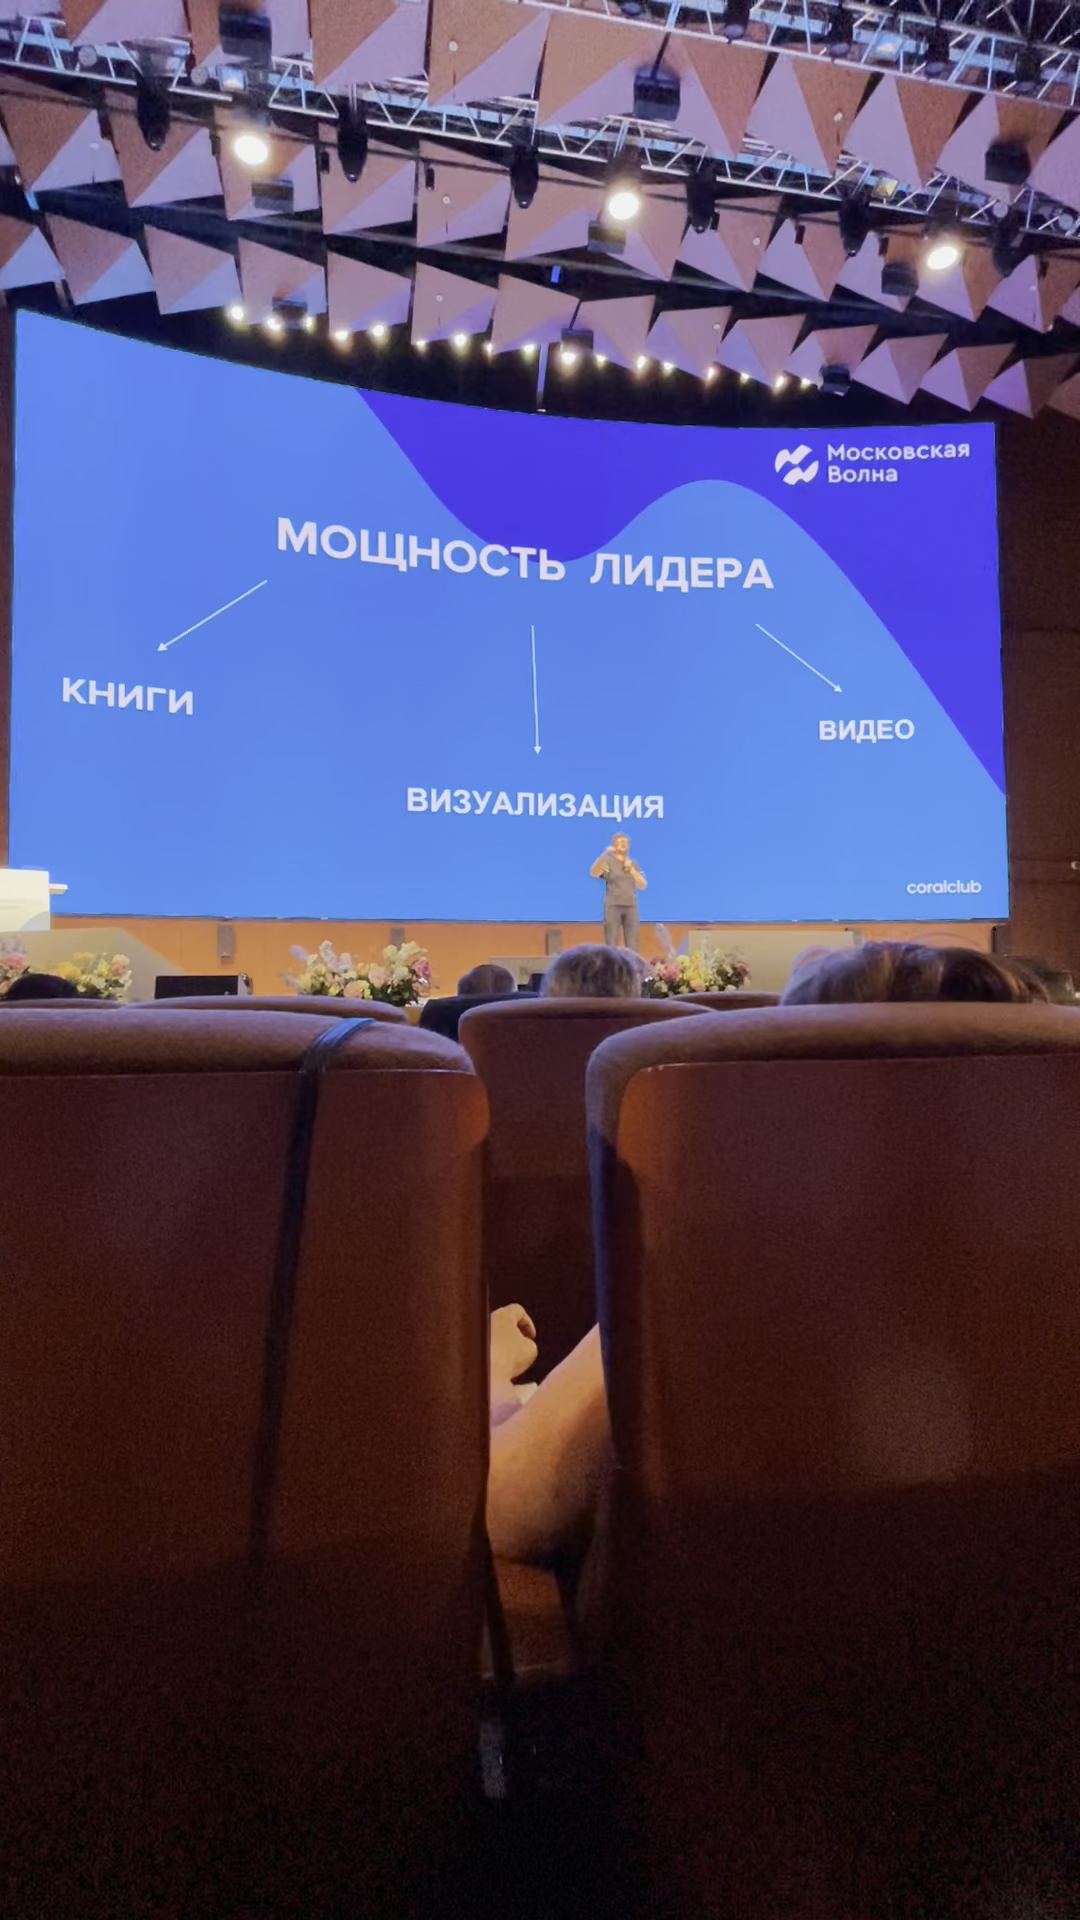 Московская
Волна
МОЩНОСТЬ ЛИДЕРА
КНИГИ
ВИДЕО
ВИЗУАЛИЗАЦИЯ
coralclub